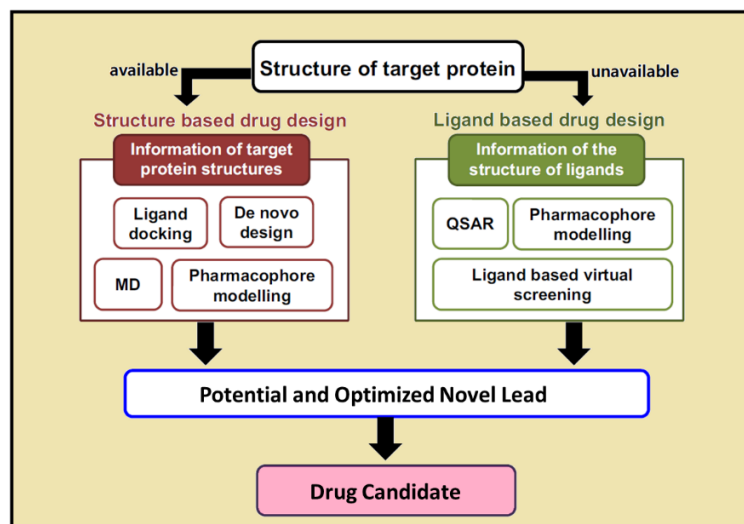 Structure of target protein
available
unavailable
Structure based drug design
Information of target
protein structures
Ligand
docking
De novo
design
MD
Pharmacophore
modelling
Ligand based drug design
Information of the
structure of ligands
QSAR
Pharmacophore
modelling
Ligand based virtual
screening
Potential and Optimized Novel Lead
Drug Candidate